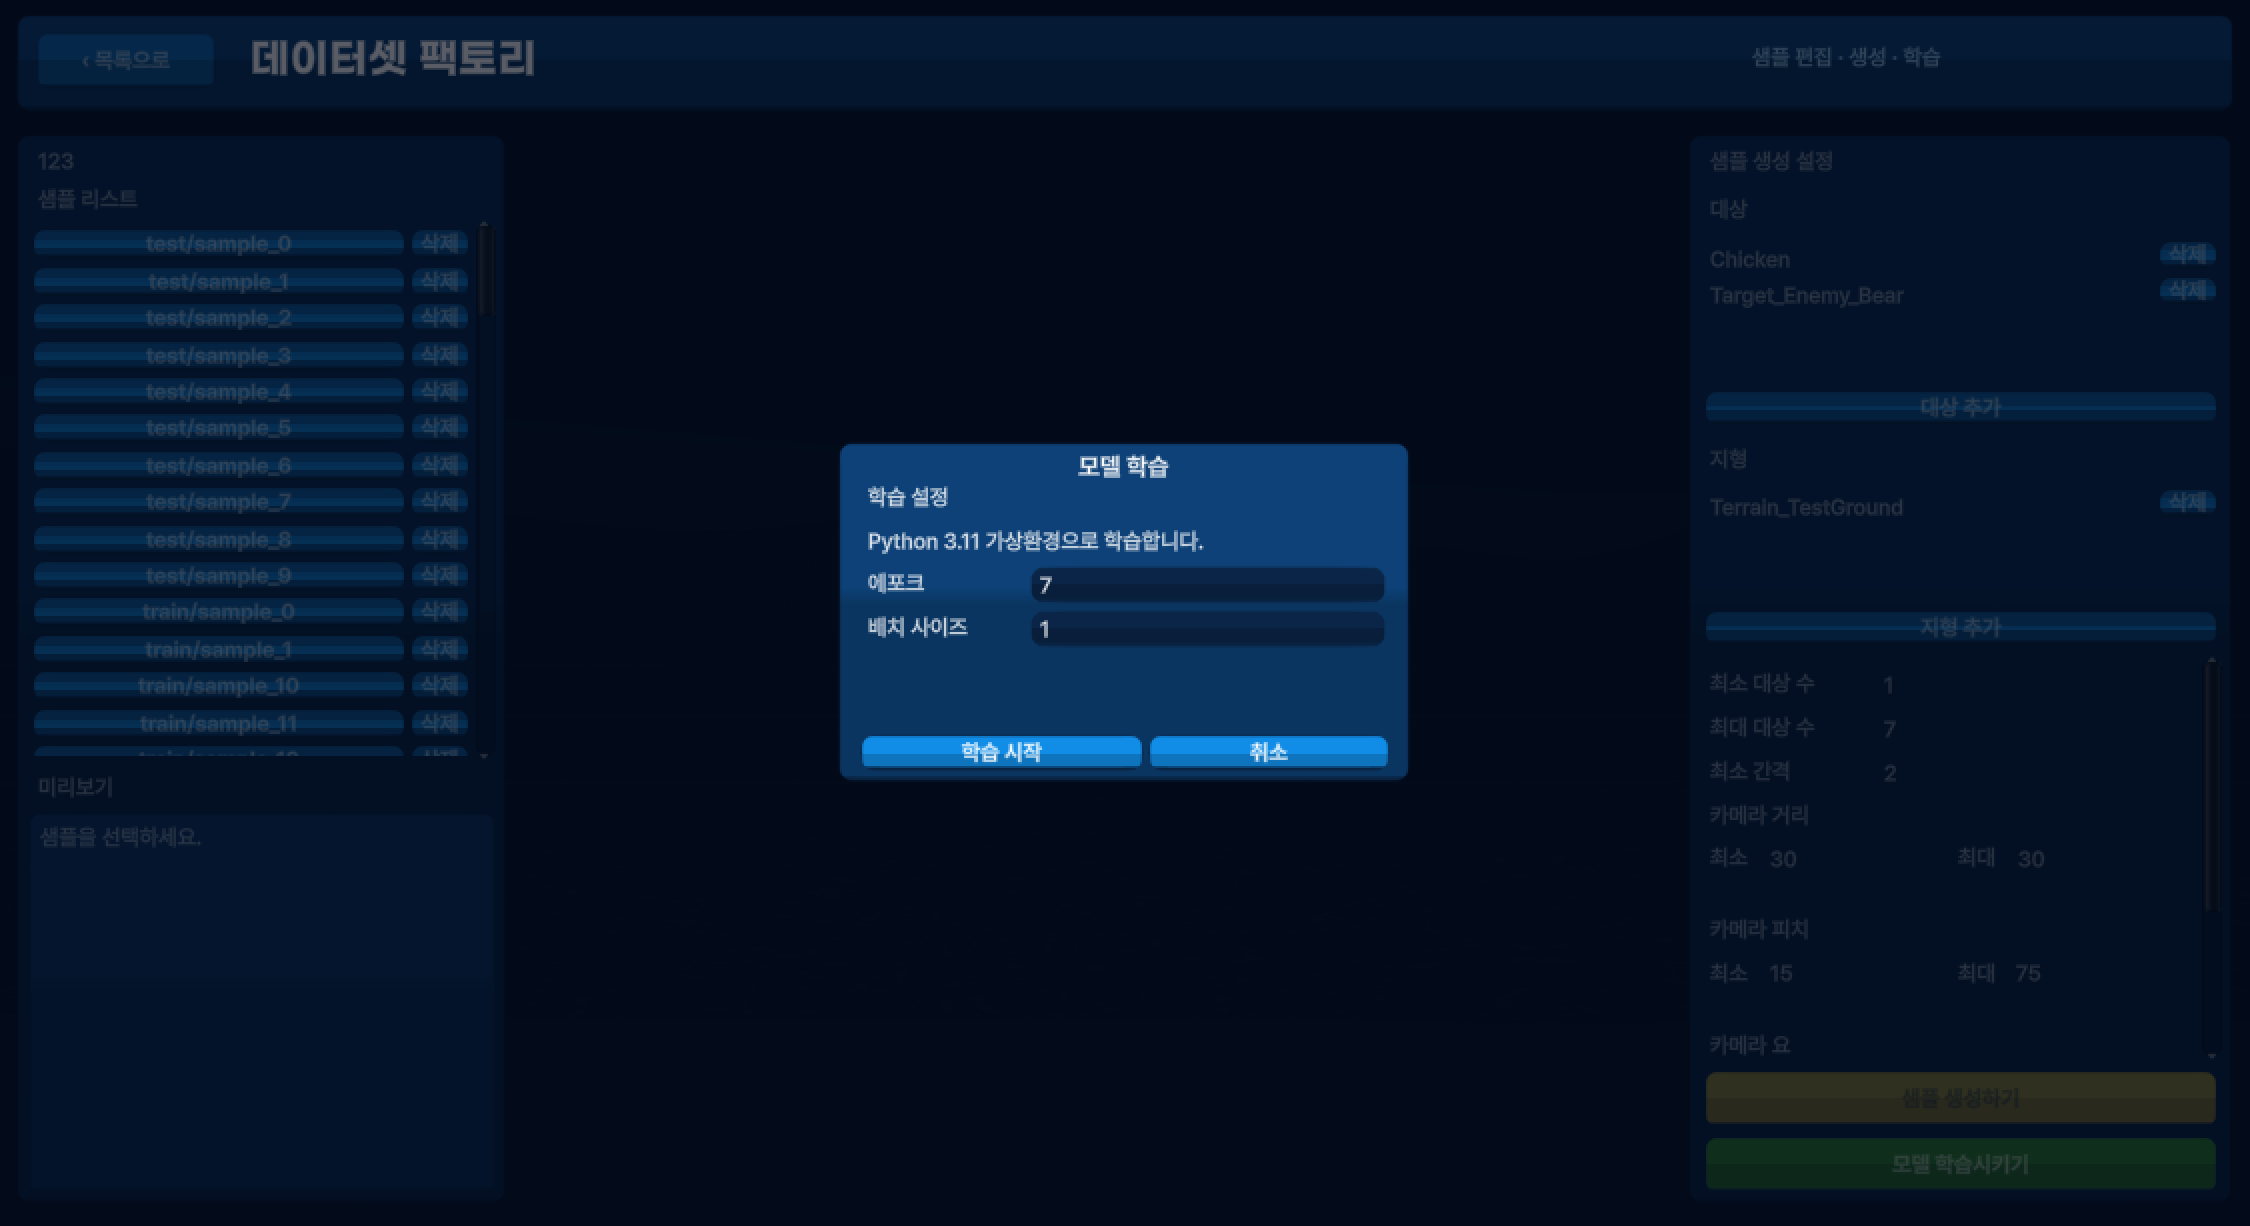 ‹ 목록으로
데이터셋 팩토리
샘플 편집 · 생성 · 학습
123
샘플 리스트
test/sample_0 삭제
test/sample_1 삭제
test/sample_2 삭제
test/sample_3 삭제
test/sample_4 삭제
test/sample_5 삭제
test/sample_6 삭제
test/sample_7 삭제
test/sample_8 삭제
test/sample_9 삭제
train/sample_0 삭제
train/sample_1 삭제
train/sample_10 삭제
train/sample_11 삭제
미리보기
샘플을 선택하세요.
모델 학습
학습 설정
Python 3.11 가상환경으로 학습합니다.
에포크 7
배치 사이즈 1
학습 시작 취소
샘플 생성 설정
대상
Chicken 삭제
Target_Enemy_Bear 삭제
대상 추가
지형
Terrain_TestGround 삭제
지형 추가
최소 대상 수 1
최대 대상 수 7
최소 간격 2
카메라 거리
최소 30 최대 30
카메라 피치
최소 15 최대 75
카메라 요
샘플 생성하기
모델 학습시키기